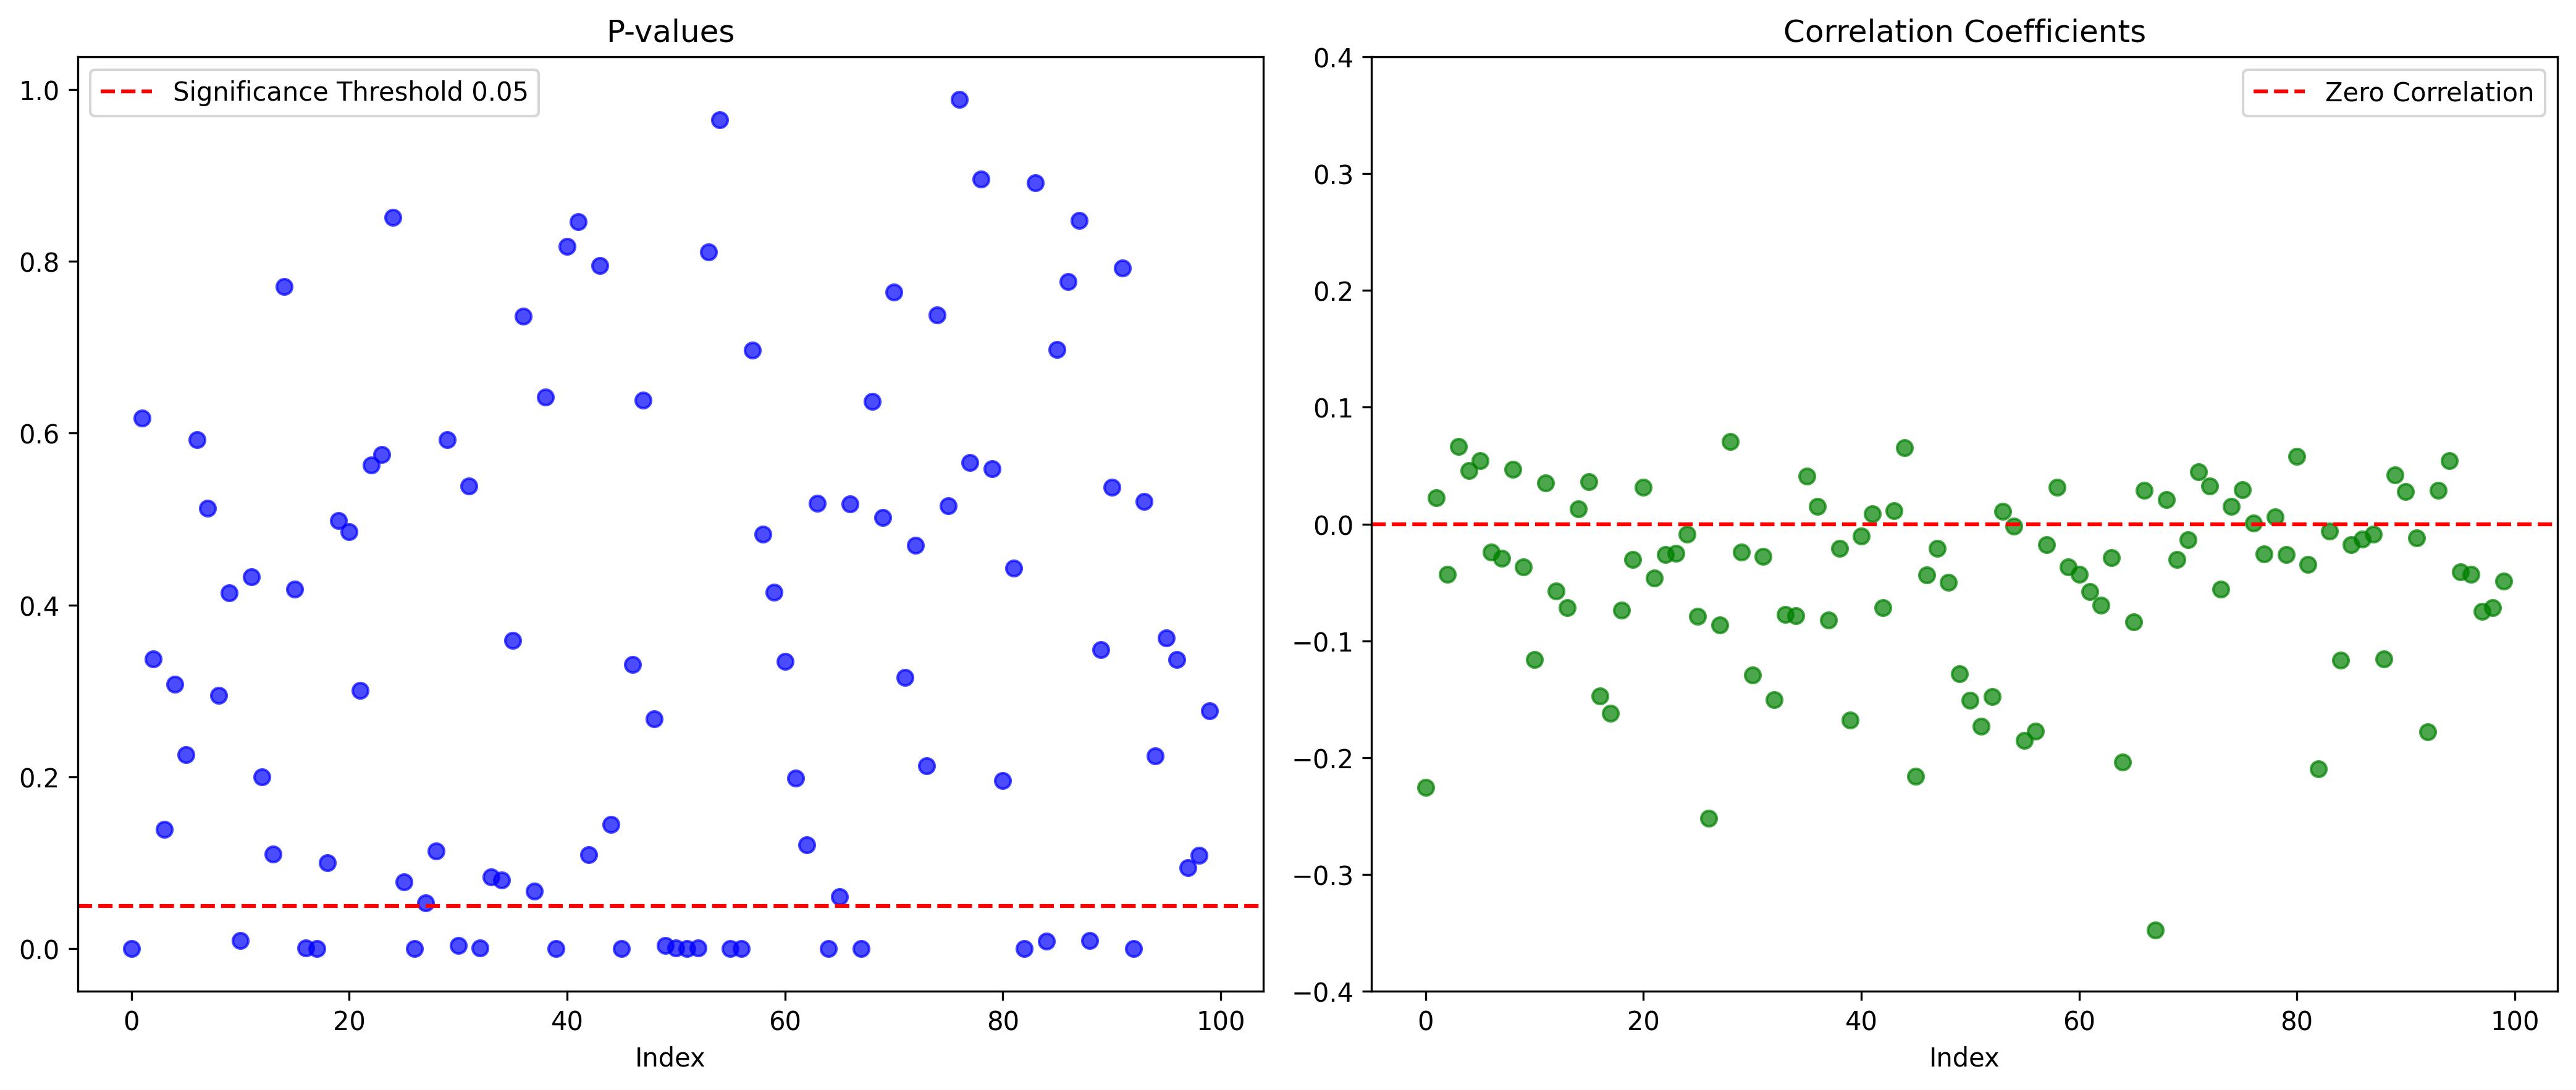 P-values
Significance Threshold 0.05
1.0
0.8
0.6
0.4
0.2
0.0
0 20 40 60 80 100
Index
Correlation Coefficients
Zero Correlation
0.4
0.3
0.2
0.1
0.0
−0.1
−0.2
−0.3
−0.4
0 20 40 60 80 100
Index